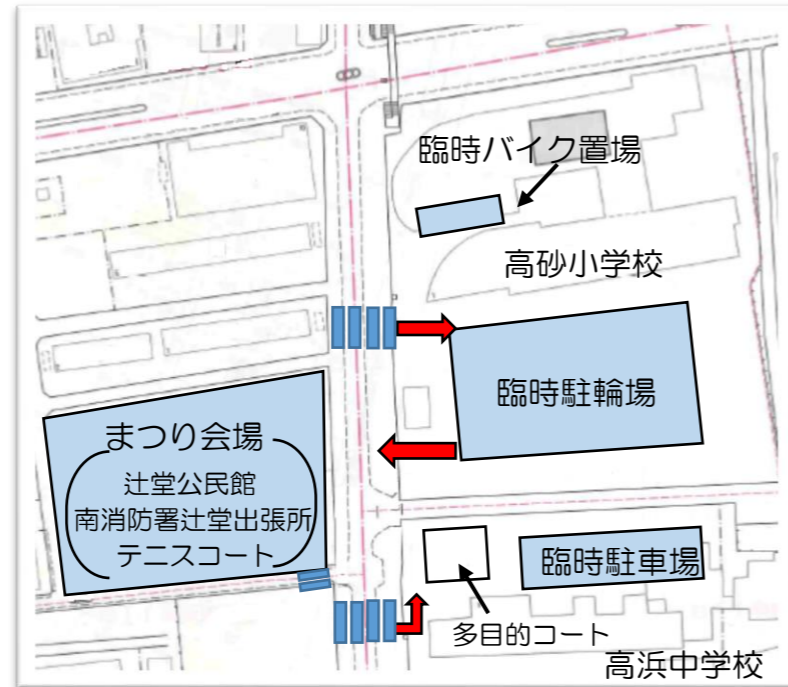 臨時バイク置場
高砂小学校
臨時駐輪場
まつり会場
辻堂公民館
南消防署辻堂出張所
テニスコート
臨時駐車場
多目的コート
高浜中学校